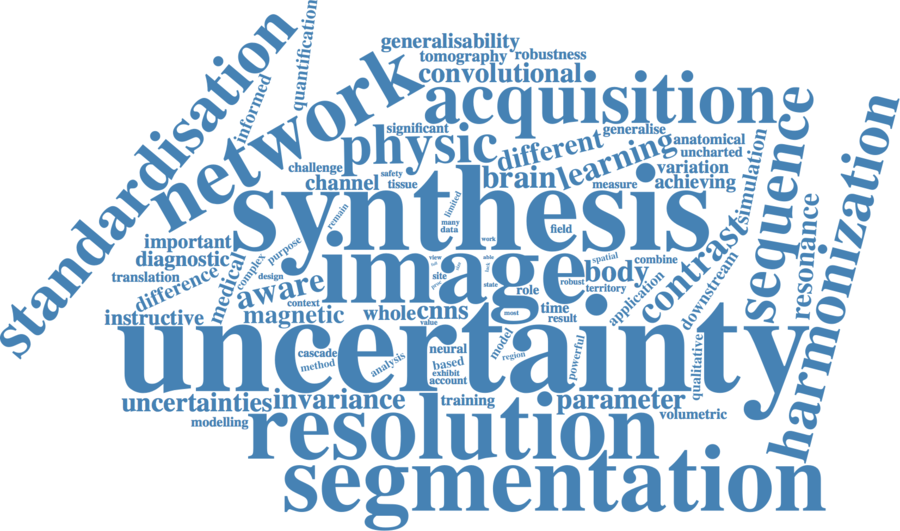 quantification
standardisation
informed
network
generalisability
tomography
robustness
convolutional
acquisition
significant
physic
different
generalise
learning
anatomical
uncharted
variation
achieving
challenge
safety
channel
tissue
brain
measure
simulation
sequence
harmonization
resonance
synthesis
remain
limited
many
data
work
field
contrast
important
diagnostic
translation
difference
medical
complex
purpose
design
aware
context
image
view
site
able
state
role
most
spatial
robust
body
territory
combine
application
downstream
instructive
magnetic
whole
cnns
value
time
result
model
region
powerful
qualitative
uncertainty
cascade
method
analysis
neural
based
exhibit
account
uncertainties
invariance
training
parameter
volumetric
modelling
resolution
segmentation